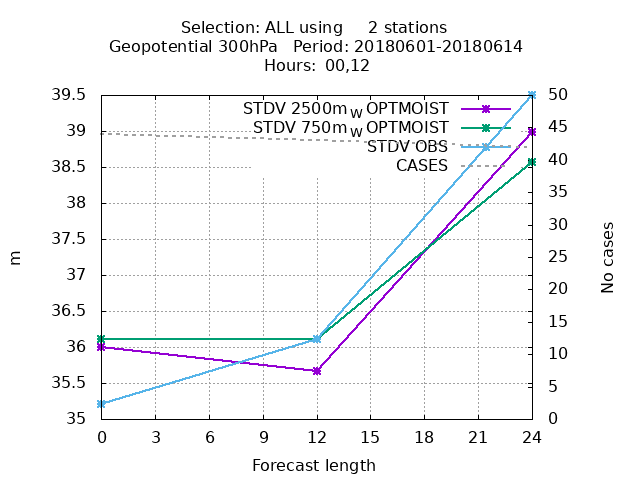 Selection: ALL using     2 stations
Geopotential 300hPa   Period: 20180601-20180614
Hours: 00,12
39.5
39
38.5
38
37.5
37
36.5
36
35.5
35
m
STDV 2500m_W OPTMOIST
STDV 750m_W OPTMOIST
STDV OBS
CASES
50
45
40
35
30
25
20
15
10
5
0
No cases
0 3 6 9 12 15 18 21 24
Forecast length